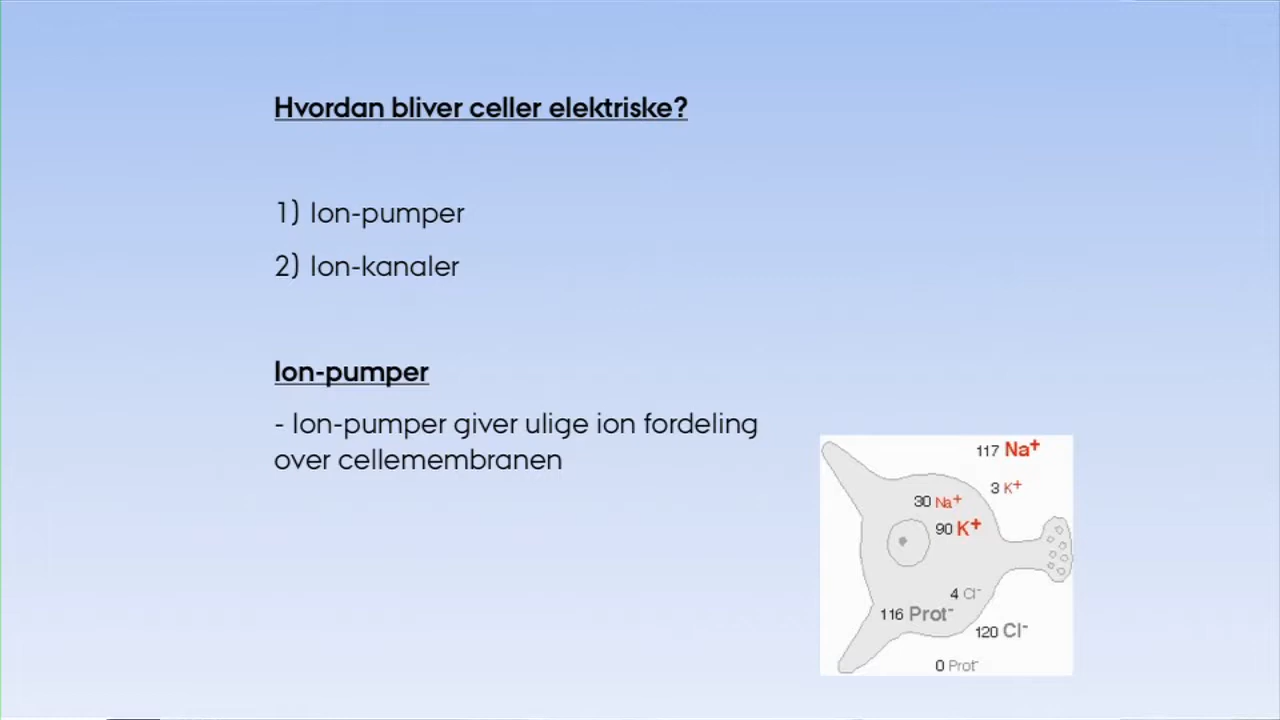 Hvordan bliver celler elektriske?
1) Ion-pumper
2) Ion-kanaler
Ion-pumper
- Ion-pumper giver ulige ion fordeling
over cellemembranen
117 Na+
3 K+
30 Na+
90 K+
4 Cl-
116 Prot-
120 Cl-
0 Prot-